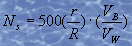 N_s = 500(r/R) · (V_B/V_W)